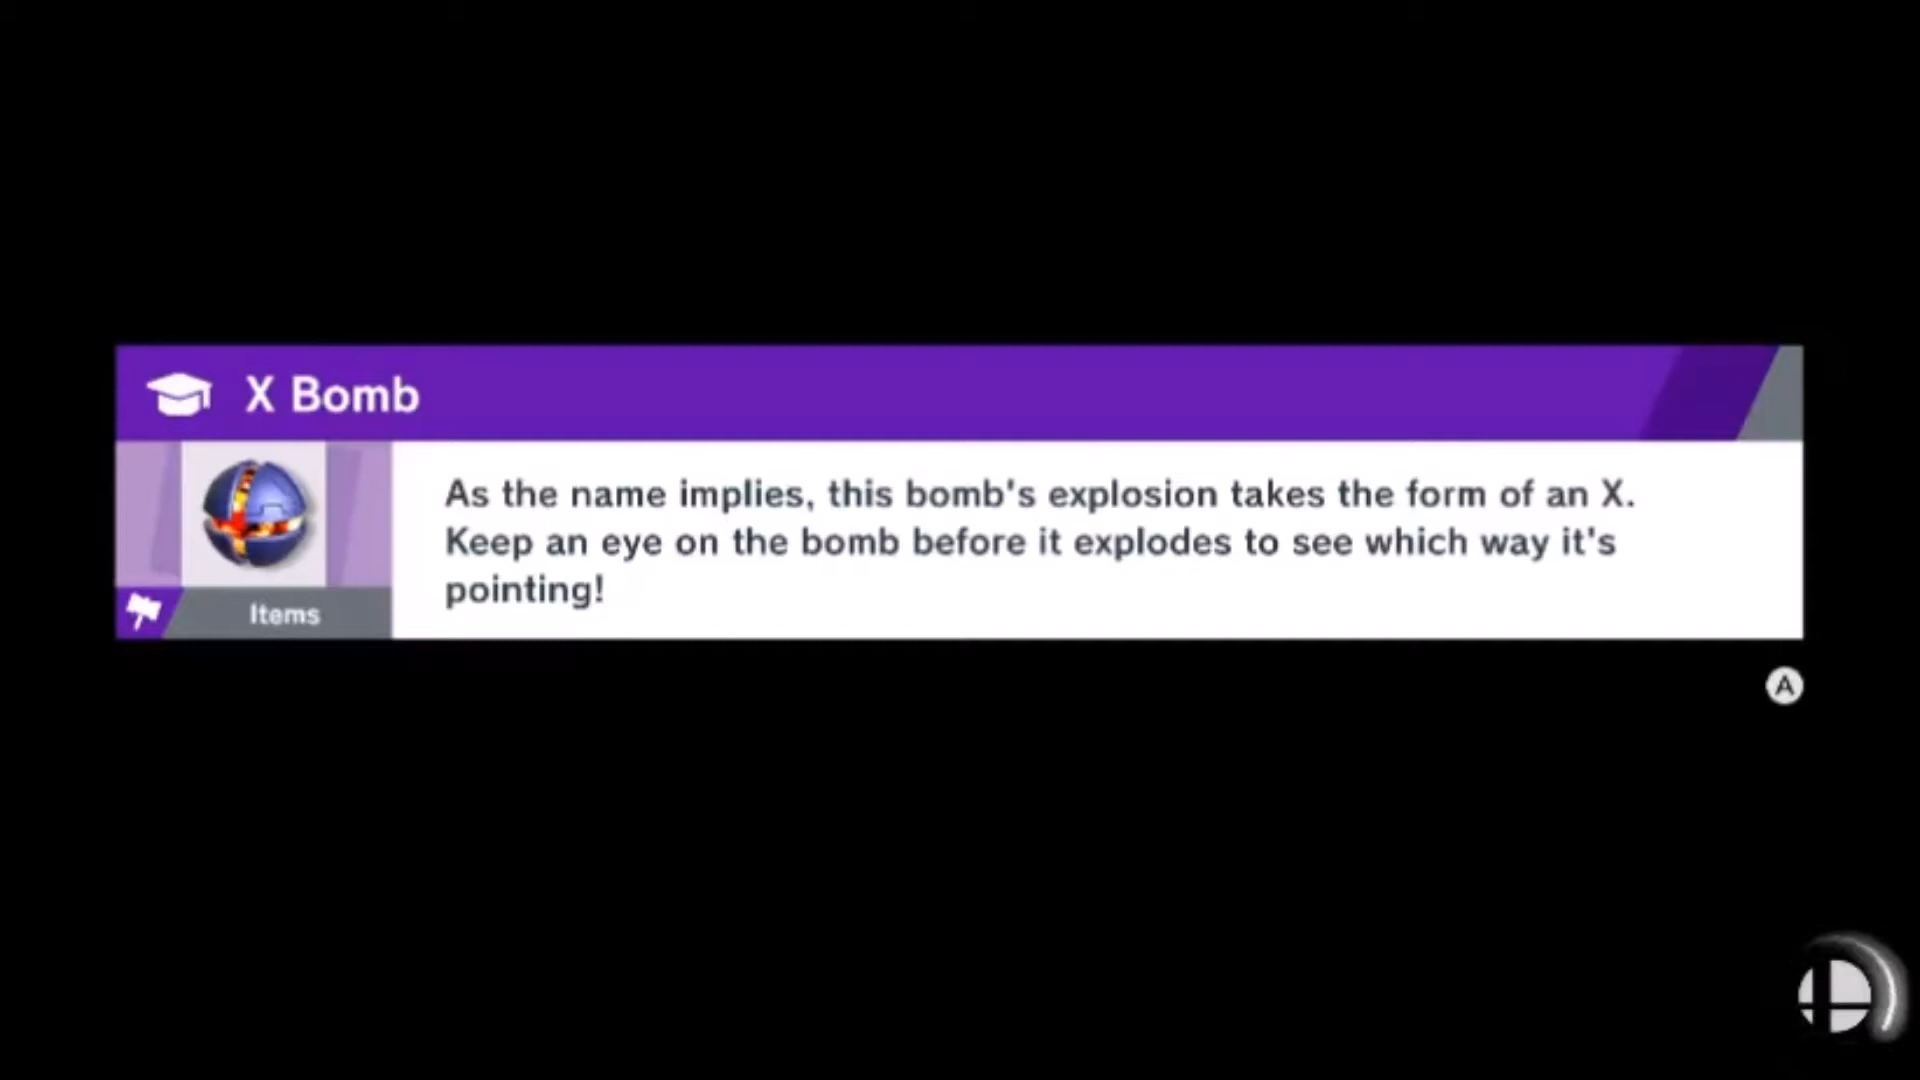 X Bomb
As the name implies, this bomb's explosion takes the form of an X.
Keep an eye on the bomb before it explodes to see which way it's
pointing!
Items
A